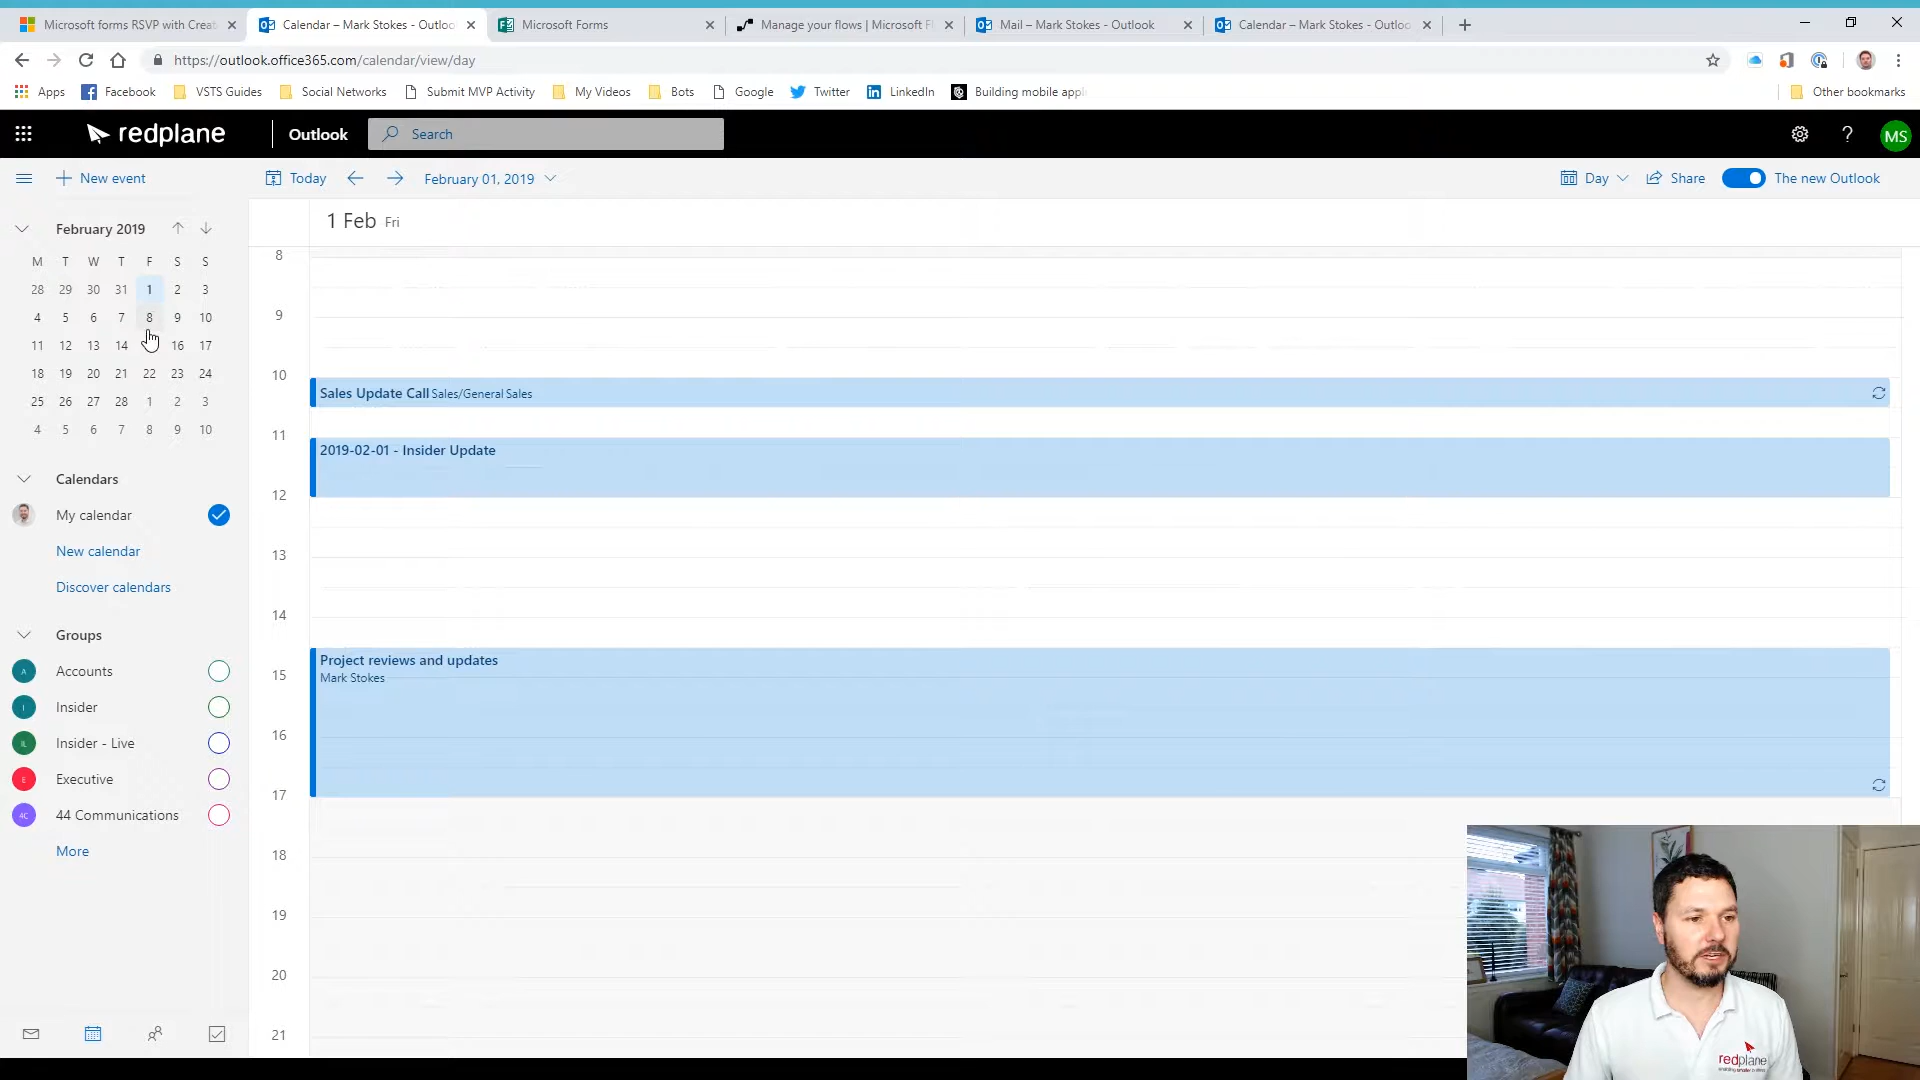 Microsoft forms RSVP with Creat
Calendar – Mark Stokes - Outloo
Microsoft Forms
Manage your flows | Microsoft Fl
Mail – Mark Stokes - Outlook
Calendar – Mark Stokes - Outloo
https://outlook.office365.com/calendar/view/day
Apps
Facebook
VSTS Guides
Social Networks
Submit MVP Activity
My Videos
Bots
Google
Twitter
LinkedIn
Building mobile appl
Other bookmarks
redplane
Outlook
Search
?
MS
New event
Today
February 01, 2019
Day
Share
The new Outlook
February 2019
M T W T F S S
28 29 30 31 1 2 3
4 5 6 7 8 9 10
11 12 13 14 16 17
18 19 20 21 22 23 24
25 26 27 28 1 2 3
4 5 6 7 8 9 10
Calendars
My calendar
New calendar
Discover calendars
Groups
A Accounts
I Insider
IL Insider - Live
E Executive
4C 44 Communications
More
1 Feb Fri
8
9
10
Sales Update Call Sales/General Sales
11
2019-02-01 - Insider Update
12
13
14
Project reviews and updates
15
Mark Stokes
16
17
18
19
20
21
redplane